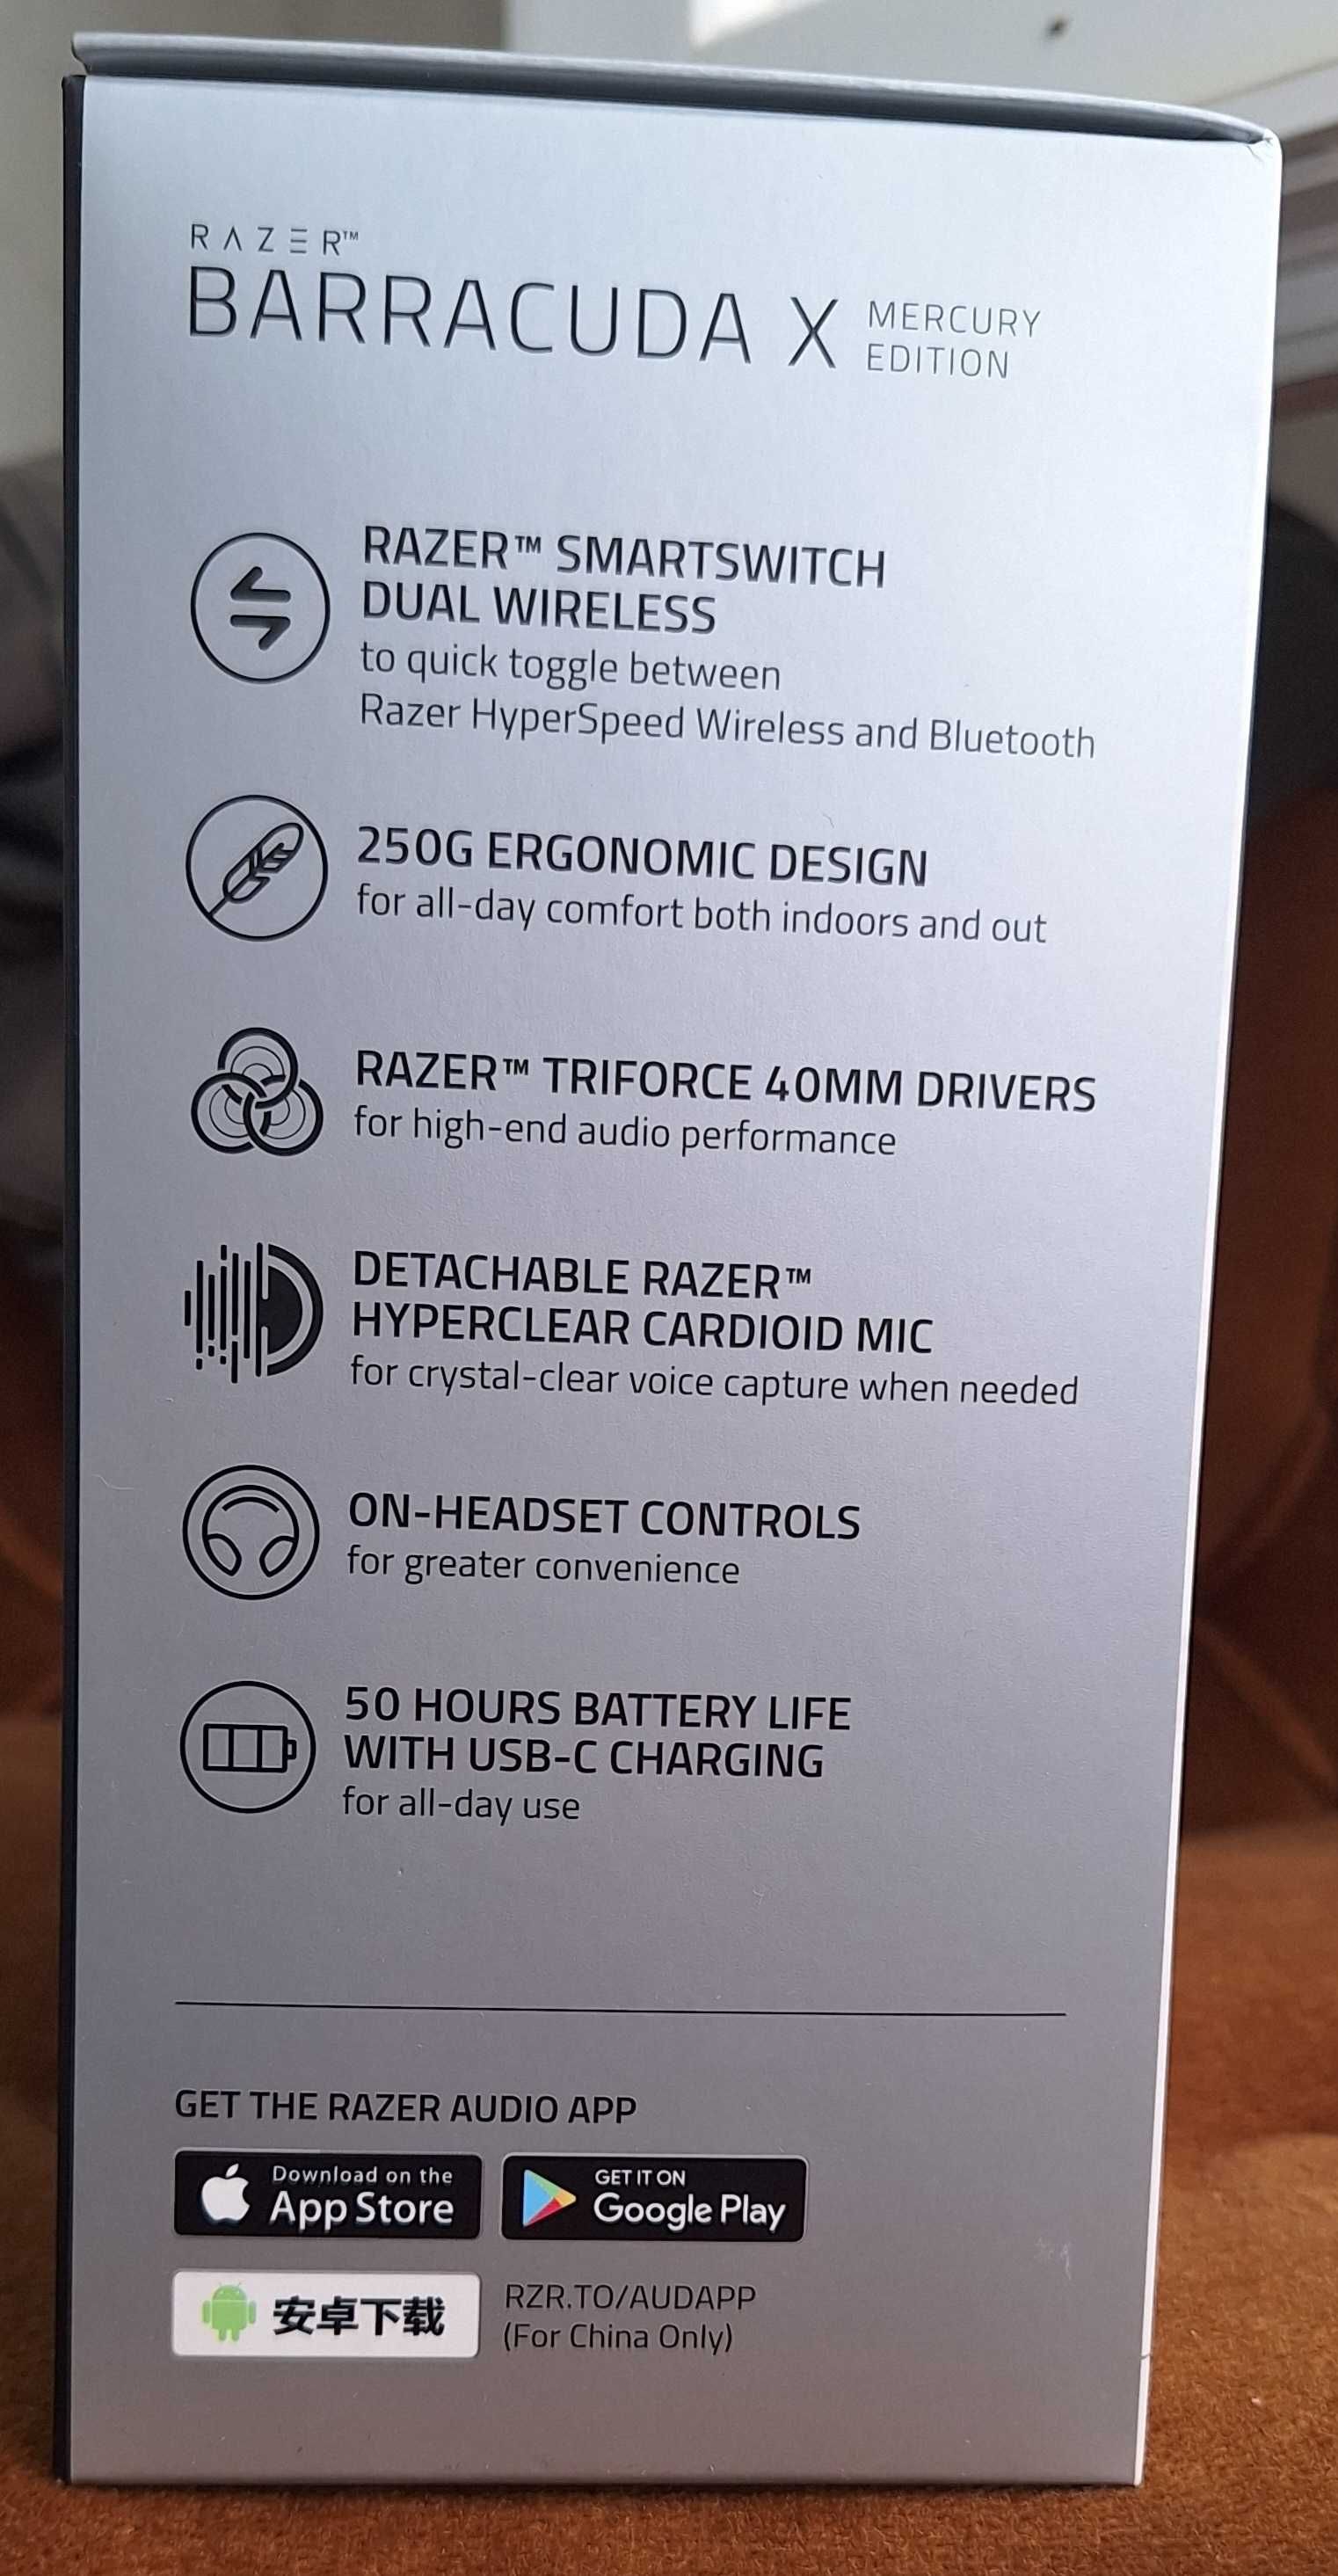 RAZER™
BARRACUDA X
MERCURY
EDITION
RAZER™ SMARTSWITCH
DUAL WIRELESS
to quick toggle between
Razer HyperSpeed Wireless and Bluetooth
250G ERGONOMIC DESIGN
for all-day comfort both indoors and out
RAZER™ TRIFORCE 40MM DRIVERS
for high-end audio performance
DETACHABLE RAZER™
HYPERCLEAR CARDIOID MIC
for crystal-clear voice capture when needed
ON-HEADSET CONTROLS
for greater convenience
50 HOURS BATTERY LIFE
WITH USB-C CHARGING
for all-day use
GET THE RAZER AUDIO APP
Download on the
App Store
GET IT ON
Google Play
安卓下载
RZR.TO/AUDAPP
(For China Only)